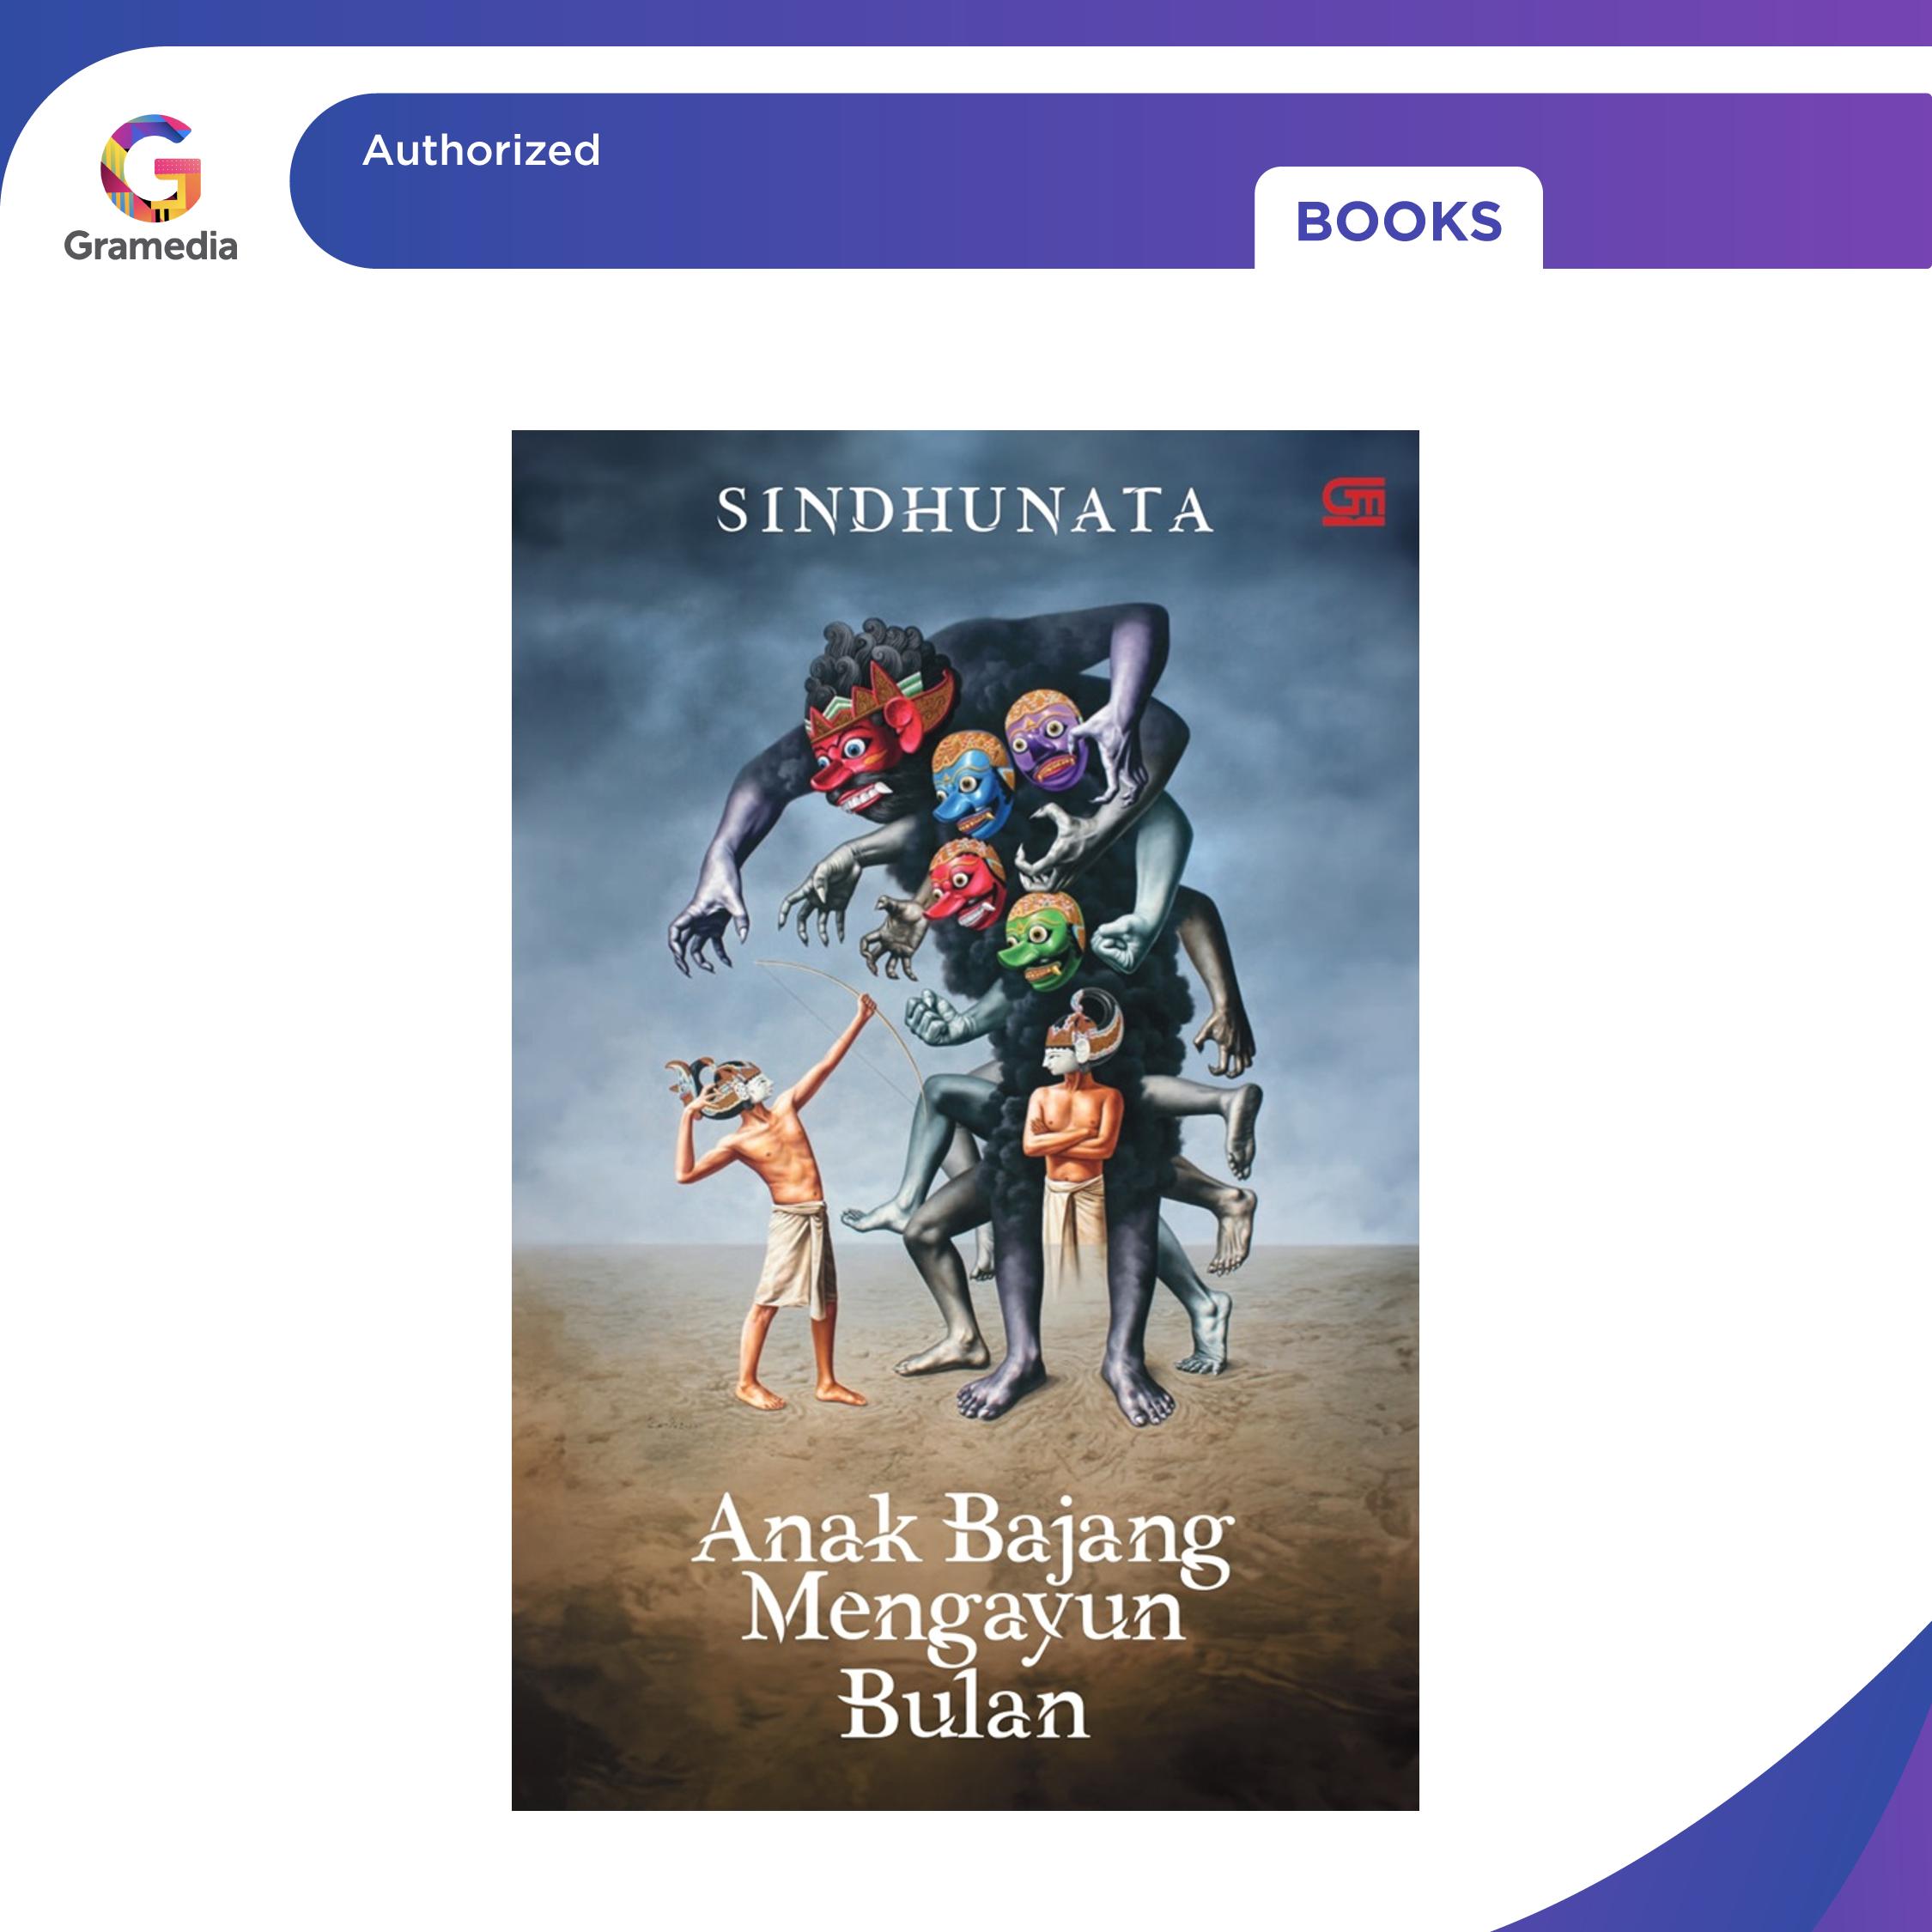 Authorized
BOOKS
Gramedia
SINDHUNATA
Anak Bajang
Mengayun
Bulan